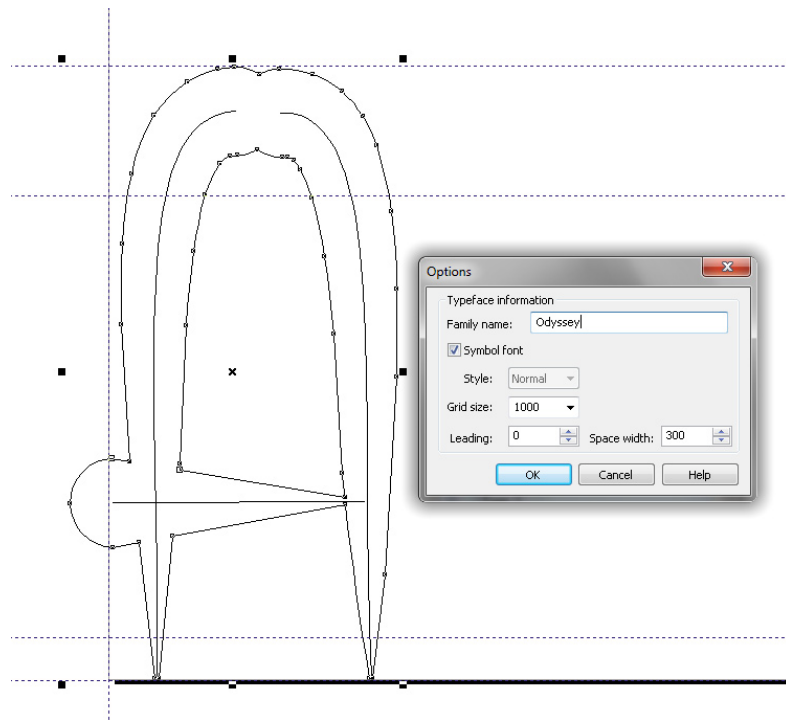 Options
Typeface information
Family name: Odyssey
Symbol font
Style: Normal
Grid size: 1000
Leading: 0 Space width: 300
OK Cancel Help